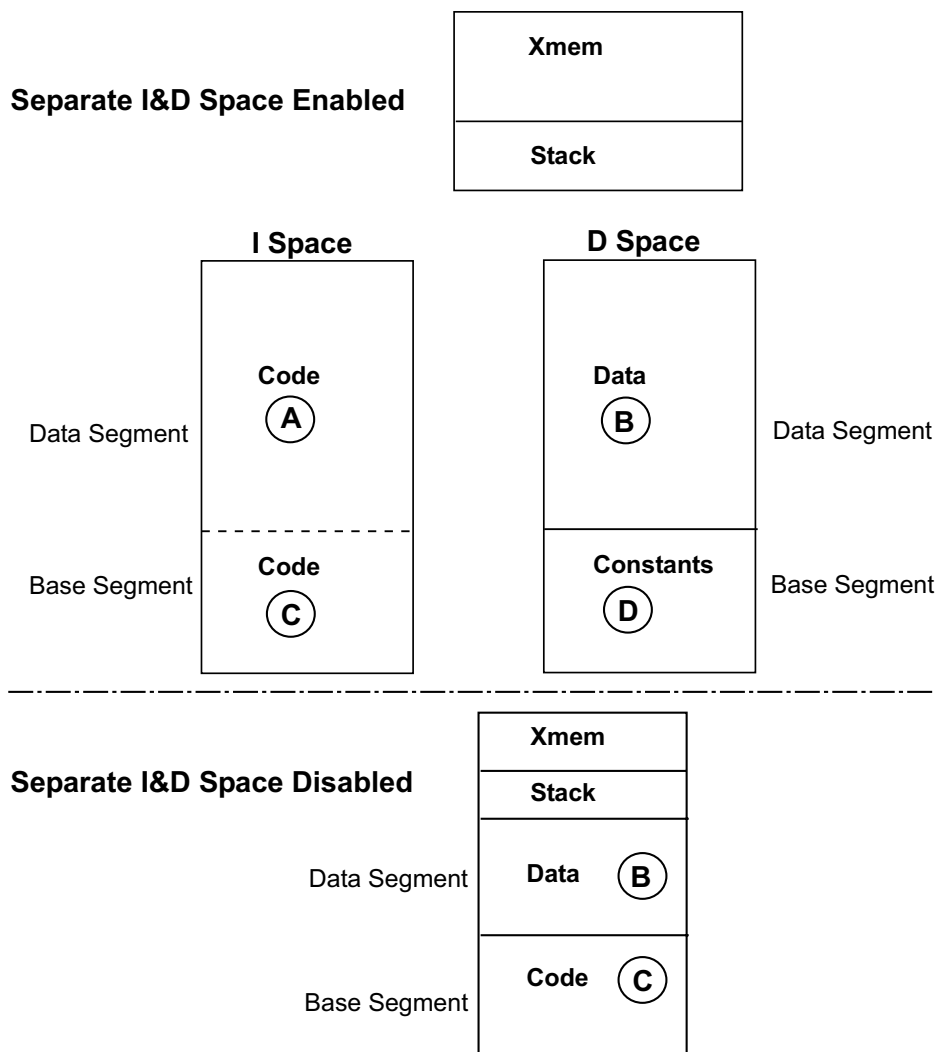 Xmem
Separate I&D Space Enabled
Stack
I Space
D Space
Code
Data
A
B
Data Segment
Data Segment
Code
Constants
Base Segment
Base Segment
C
D
Xmem
Separate I&D Space Disabled
Stack
Data Segment
Data
B
Code
C
Base Segment